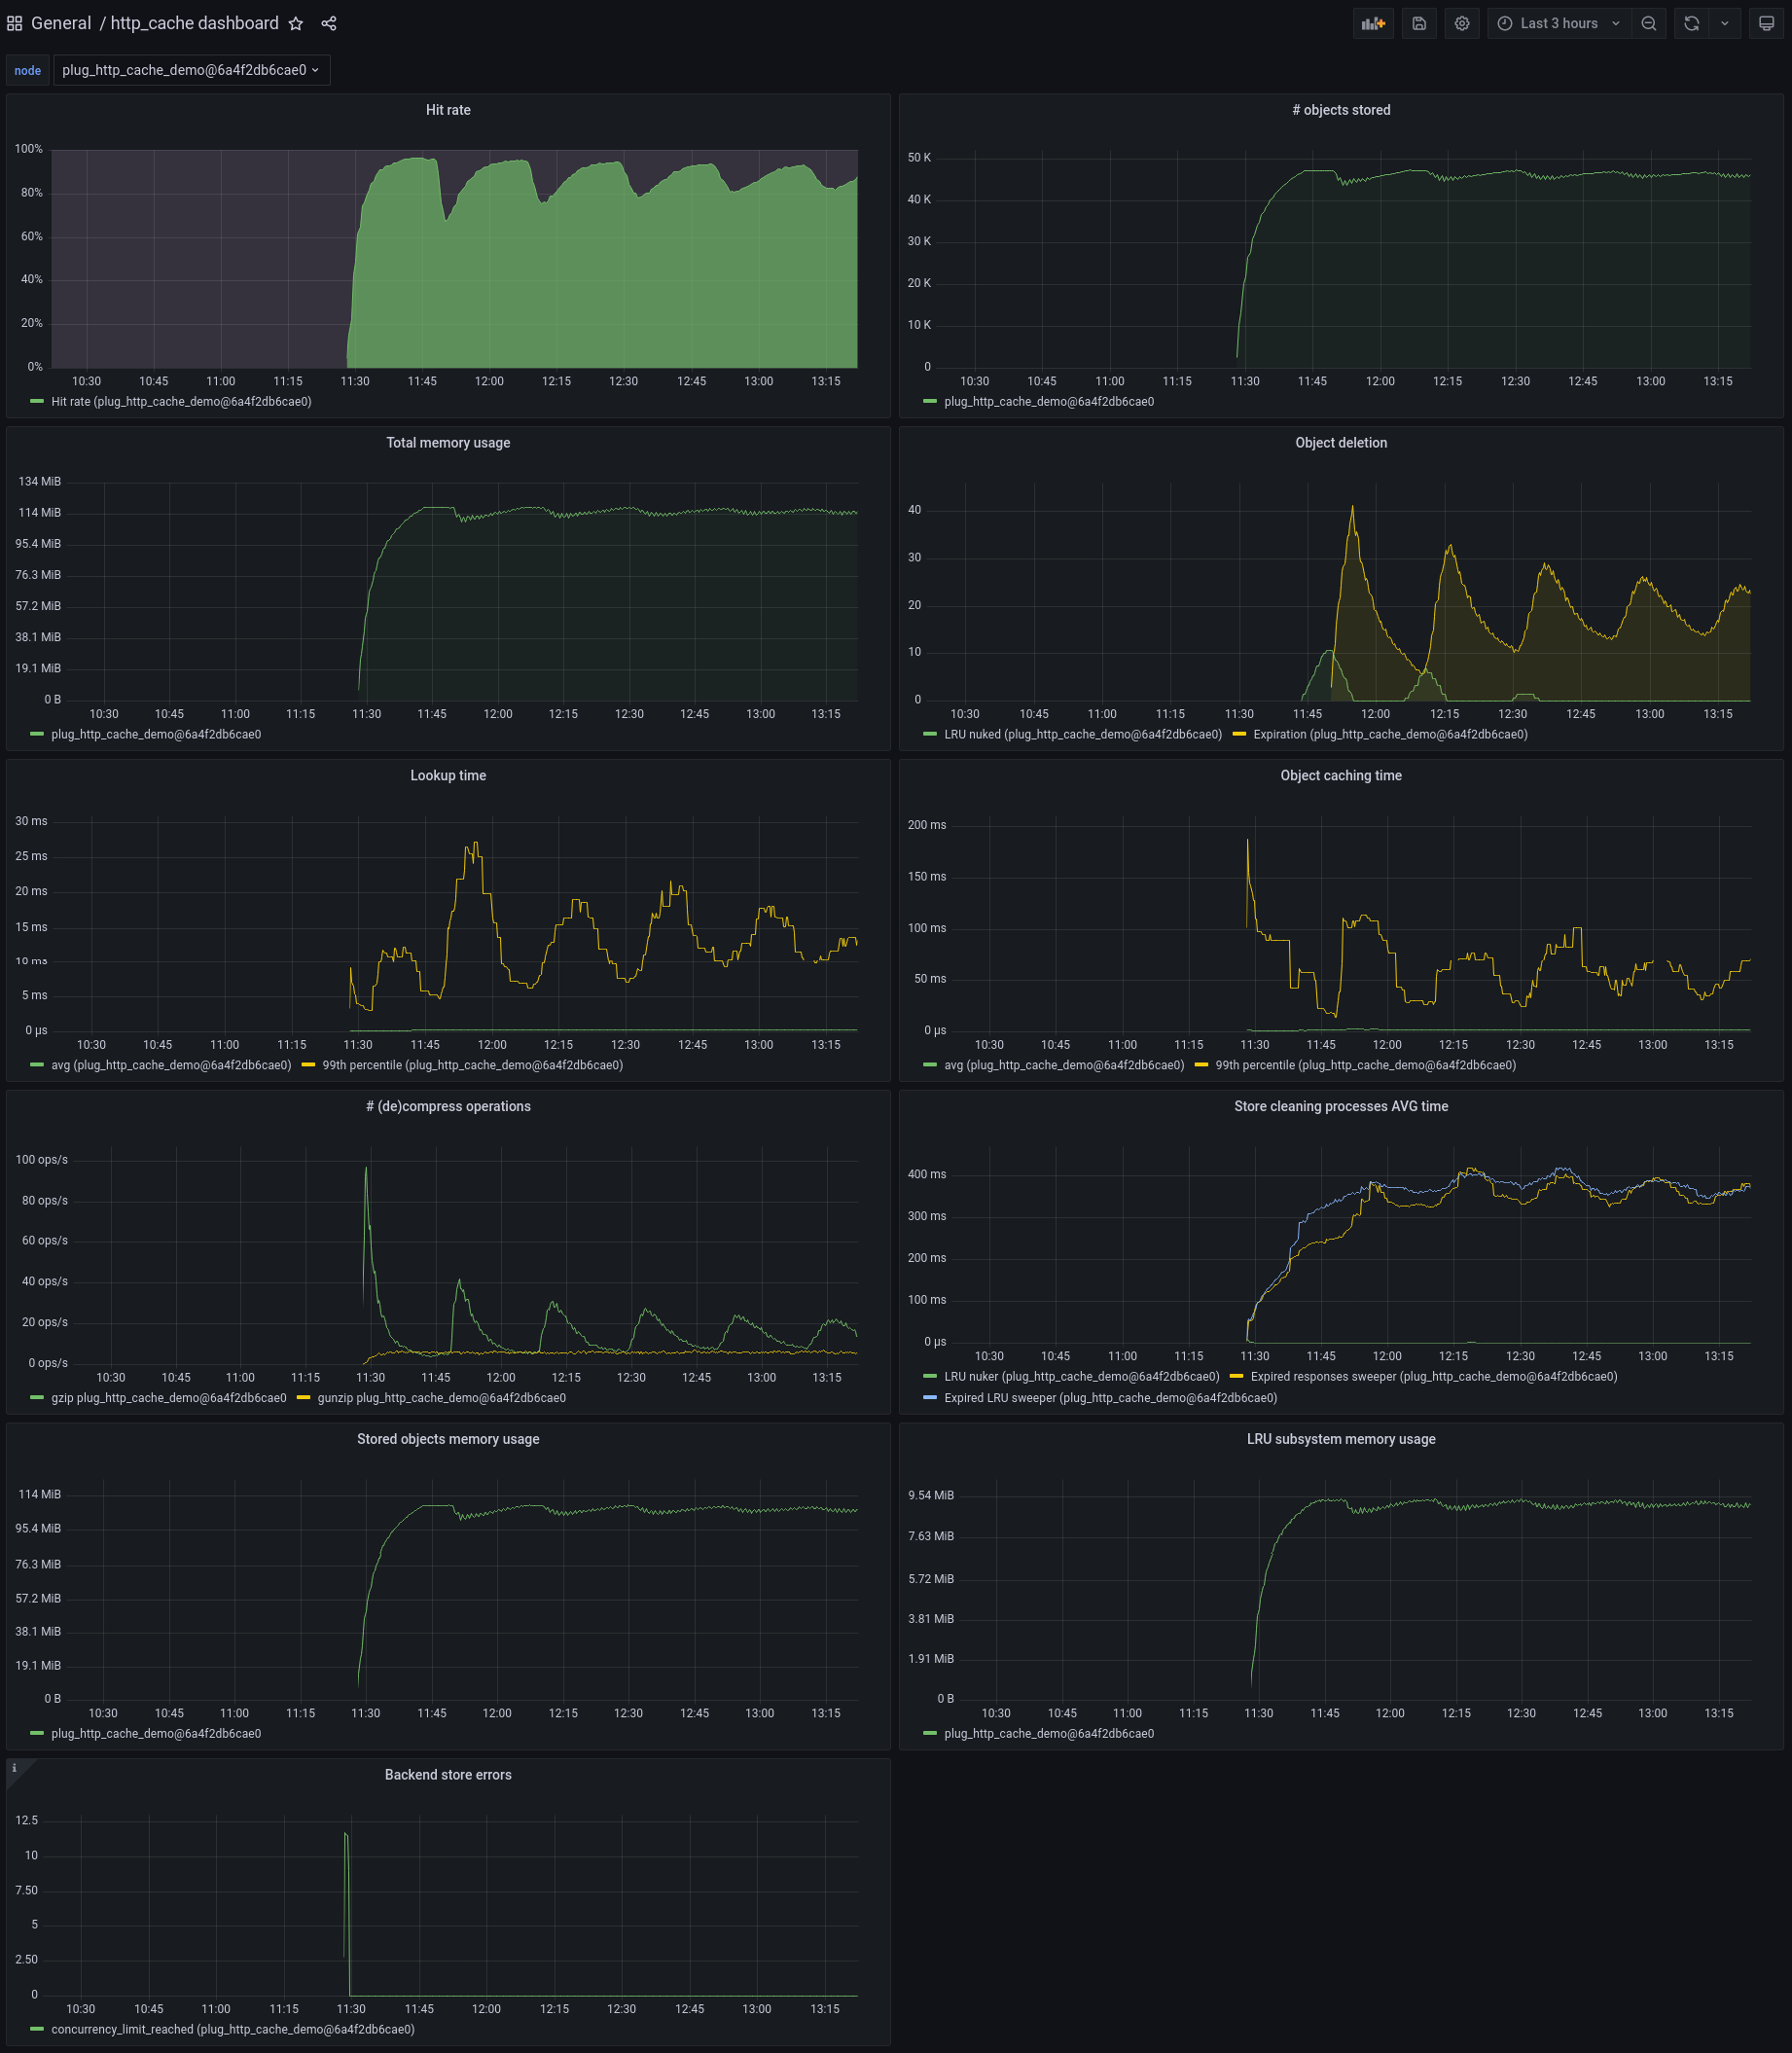 General / http_cache dashboard
Last 3 hours
node plug_http_cache_demo@6a4f2db6cae0
Hit rate
100%
80%
60%
40%
20%
0%
10:30 10:45 11:00 11:15 11:30 11:45 12:00 12:15 12:30 12:45 13:00 13:15
Hit rate (plug_http_cache_demo@6a4f2db6cae0)
# objects stored
50 K
40 K
30 K
20 K
10 K
0
10:30 10:45 11:00 11:15 11:30 11:45 12:00 12:15 12:30 12:45 13:00 13:15
plug_http_cache_demo@6a4f2db6cae0
Total memory usage
134 MiB
114 MiB
95.4 MiB
76.3 MiB
57.2 MiB
38.1 MiB
19.1 MiB
0 B
10:30 10:45 11:00 11:15 11:30 11:45 12:00 12:15 12:30 12:45 13:00 13:15
plug_http_cache_demo@6a4f2db6cae0
Object deletion
40
30
20
10
0
10:30 10:45 11:00 11:15 11:30 11:45 12:00 12:15 12:30 12:45 13:00 13:15
LRU nuked (plug_http_cache_demo@6a4f2db6cae0) Expiration (plug_http_cache_demo@6a4f2db6cae0)
Lookup time
30 ms
25 ms
20 ms
15 ms
10 ms
5 ms
0 µs
10:30 10:45 11:00 11:15 11:30 11:45 12:00 12:15 12:30 12:45 13:00 13:15
avg (plug_http_cache_demo@6a4f2db6cae0) 99th percentile (plug_http_cache_demo@6a4f2db6cae0)
Object caching time
200 ms
150 ms
100 ms
50 ms
0 µs
10:30 10:45 11:00 11:15 11:30 11:45 12:00 12:15 12:30 12:45 13:00 13:15
avg (plug_http_cache_demo@6a4f2db6cae0) 99th percentile (plug_http_cache_demo@6a4f2db6cae0)
# (de)compress operations
100 ops/s
80 ops/s
60 ops/s
40 ops/s
20 ops/s
0 ops/s
10:30 10:45 11:00 11:15 11:30 11:45 12:00 12:15 12:30 12:45 13:00 13:15
gzip plug_http_cache_demo@6a4f2db6cae0 gunzip plug_http_cache_demo@6a4f2db6cae0
Store cleaning processes AVG time
400 ms
300 ms
200 ms
100 ms
0 µs
10:30 10:45 11:00 11:15 11:30 11:45 12:00 12:15 12:30 12:45 13:00 13:15
LRU nuker (plug_http_cache_demo@6a4f2db6cae0) Expired responses sweeper (plug_http_cache_demo@6a4f2db6cae0)
Expired LRU sweeper (plug_http_cache_demo@6a4f2db6cae0)
Stored objects memory usage
114 MiB
95.4 MiB
76.3 MiB
57.2 MiB
38.1 MiB
19.1 MiB
0 B
10:30 10:45 11:00 11:15 11:30 11:45 12:00 12:15 12:30 12:45 13:00 13:15
plug_http_cache_demo@6a4f2db6cae0
LRU subsystem memory usage
9.54 MiB
7.63 MiB
5.72 MiB
3.81 MiB
1.91 MiB
0 B
10:30 10:45 11:00 11:15 11:30 11:45 12:00 12:15 12:30 12:45 13:00 13:15
plug_http_cache_demo@6a4f2db6cae0
i
Backend store errors
12.5
10
7.50
5
2.50
0
10:30 10:45 11:00 11:15 11:30 11:45 12:00 12:15 12:30 12:45 13:00 13:15
concurrency_limit_reached (plug_http_cache_demo@6a4f2db6cae0)